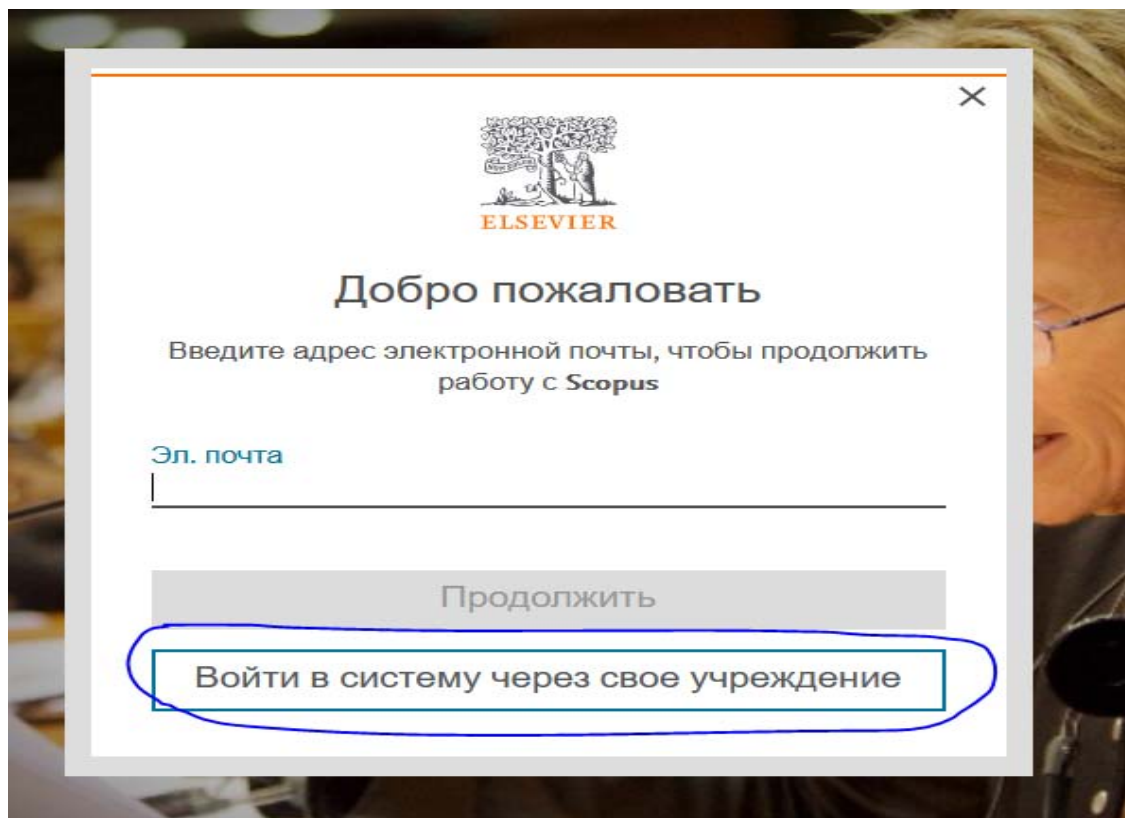 ELSEVIER
Добро пожаловать
Введите адрес электронной почты, чтобы продолжить
работу с Scopus
Эл. почта
Продолжить
Войти в систему через свое учреждение